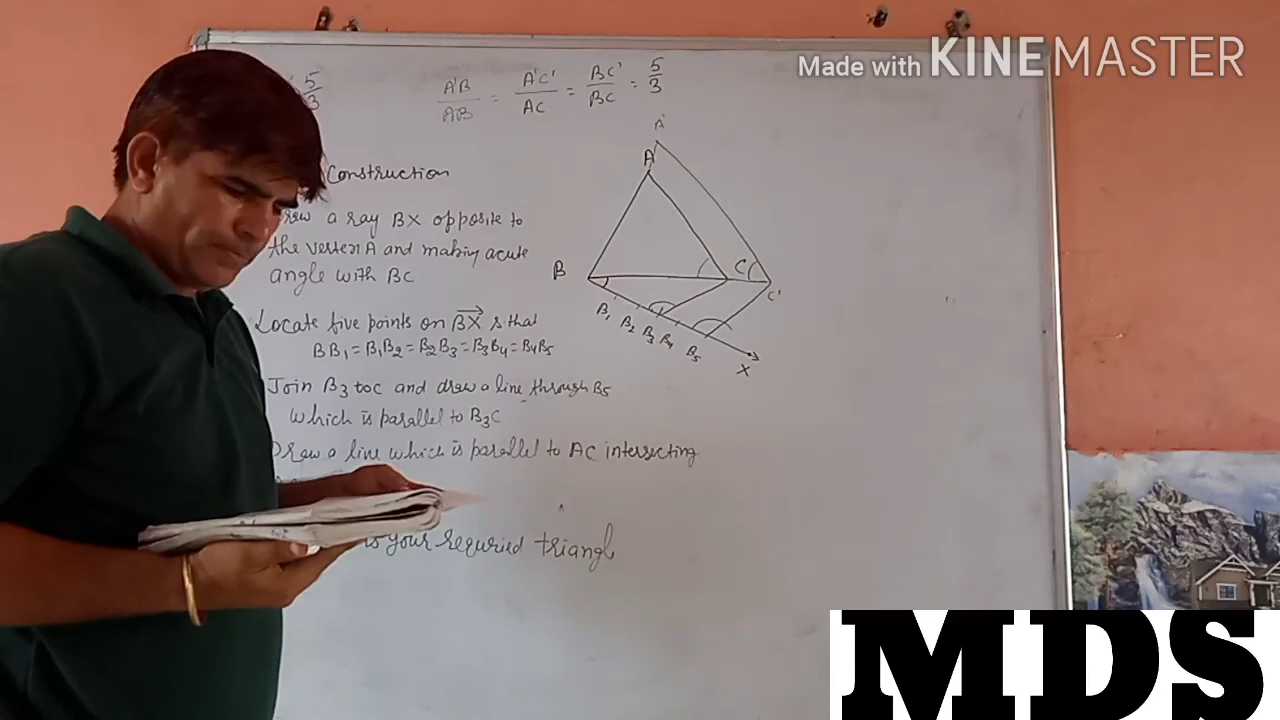 Made with KINEMASTER
5/3
A'B/AB = A'C'/AC = BC'/BC = 5/3
Construction
a ray BX opposite to
the vertex A and making acute
angle with BC
Locate five points on BX s that
BB1 = B1B2 = B2B3 = B3B4 = B4B5
Join B3 to C and draw a line through B5
which is parallel to B3C
Draw a line which is parallel to AC intersecting
is your requried triangl
A'
A
B
C
C'
B1
B2
B3
B4
B5
X
MDS